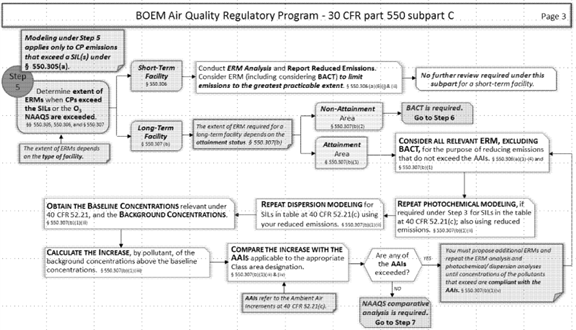 BOEM Air Quality Regulatory Program - 30 CFR part 550 subpart C
Page 3
Modeling under Step 5
applies only to CP emissions
that exceed a SIL(s) under
§ 550.305(a).
Step
5
Determine extent of
ERMs when CPs exceed
the SILs or the O₃
NAAQS are exceeded.
§§ 550.305, 550.306, and §550.307
The extent of ERMs depends
on the type of facility.
Short-Term
Facility
§ 550.306
Conduct ERM Analysis and Report Reduced Emissions.
Consider ERM (including considering BACT) to limit
emissions to the greatest practicable extent.
No further review required under this
subpart for a short-term facility.
Long-Term
Facility
§ 550.307
The extent of ERM required for a
long-term facility depends on the
attainment status. § 550.307(b)
Non-Attainment
Area
§ 550.307(b)(2)
BACT is required.
Go to Step 6
Attainment
Area
§ 550.307(b)(3)
CONSIDER ALL RELEVANT ERM, EXCLUDING
BACT, for the purpose of reducing emissions
that do not exceed the AAIs.
REPEAT PHOTOCHEMICAL MODELING, if
required under Step 3 for SILs in the table
at 40 CFR 52.21(c); also using reduced
emissions.
REPEAT DISPERSION MODELING for
SILs in table at 40 CFR 52.21(c) using
your reduced emissions.
OBTAIN THE BASELINE CONCENTRATIONS relevant under
40 CFR 52.21, and the BACKGROUND CONCENTRATIONS.
CALCULATE THE INCREASE, by pollutant, of
the background concentrations above the baseline
concentrations.
COMPARE THE INCREASE WITH THE
AAIs applicable to the appropriate
Class area designation.
AAIs refer to the Ambient Air
Increments at 40 CFR 52.21(c).
Are any of
the AAIs
exceeded?
YES
NO
You must propose additional ERMs and
repeat the ERM analysis and
photochemical/dispersion analyses
until concentrations of the pollutants
that exceed are compliant with the
AAIs.
NAAQS comparative
analysis is required.
Go to Step 7